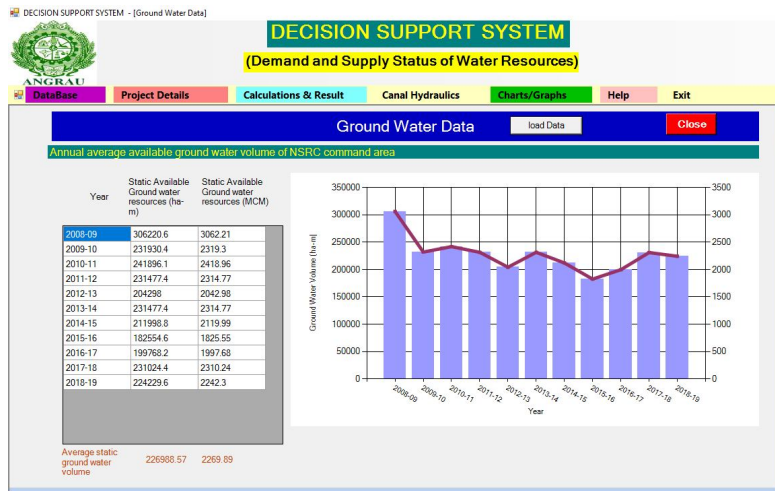 DECISION SUPPORT SYSTEM - [Ground Water Data]
DECISION SUPPORT SYSTEM
(Demand and Supply Status of Water Resources)
ANGRAU
DataBase Project Details Calculations & Result Canal Hydraulics Charts/Graphs Help Exit
Ground Water Data load Data Close
Annual average available ground water volume of NSRC command area
Year
Static Available
Ground water
resources (ha-
m)
Static Available
Ground water
resources (MCM)
2008-09 306220.6 3062.21
2009-10 231930.4 2319.3
2010-11 241896.1 2418.96
2011-12 231477.4 2314.77
2012-13 204298 2042.98
2013-14 231477.4 2314.77
2014-15 211998.8 2119.99
2015-16 182554.6 1825.55
2016-17 199768.2 1997.68
2017-18 231024.4 2310.24
2018-19 224229.6 2242.3
Average static
ground water
volume
226988.57 2269.89
Ground Water Volume (ha-m)
350000 3500
300000 3000
250000 2500
200000 2000
150000 1500
100000 1000
50000 500
0 0
2008-09 2009-10 2010-11 2011-12 2012-13 2013-14 2014-15 2015-16 2016-17 2017-18 2018-19
Year